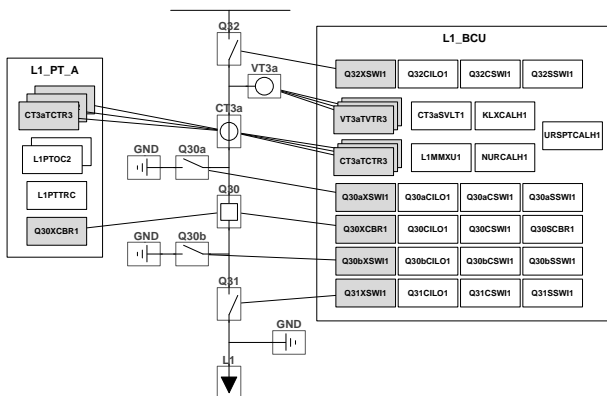 Q32
L1_BCU
L1_PT_A
VT3a
Q32XSWI1 Q32CILO1 Q32CSWI1 Q32SSWI1
CT3a
CT3aTCTR3
VT3aTVTR3 CT3aSVLT1 KLXCALH1
URSPTCALH1
GND Q30a
L1PTOC2
CT3aTCTR3 L1MMXU1 NURCALH1
L1PTTRC
Q30
Q30aXSWI1 Q30aCILO1 Q30aCSWI1 Q30aSSWI1
Q30XCBR1
Q30XCBR1 Q30CILO1 Q30CSWI1 Q30SCBR1
GND Q30b
Q30bXSWI1 Q30bCILO1 Q30bCSWI1 Q30bSSWI1
Q31
Q31XSWI1 Q31CILO1 Q31CSWI1 Q31SSWI1
GND
L1